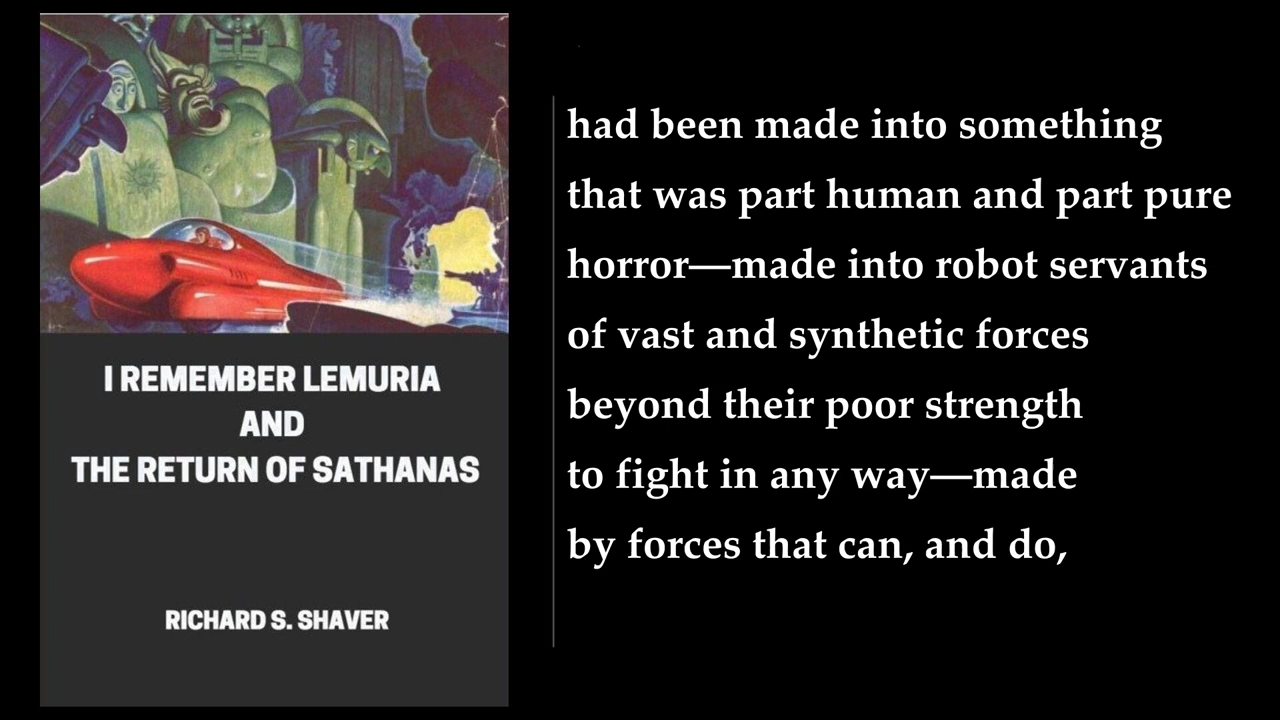 I REMEMBER LEMURIA
AND
THE RETURN OF SATHANAS
RICHARD S. SHAVER
had been made into something
that was part human and part pure
horror—made into robot servants
of vast and synthetic forces
beyond their poor strength
to fight in any way—made
by forces that can, and do,